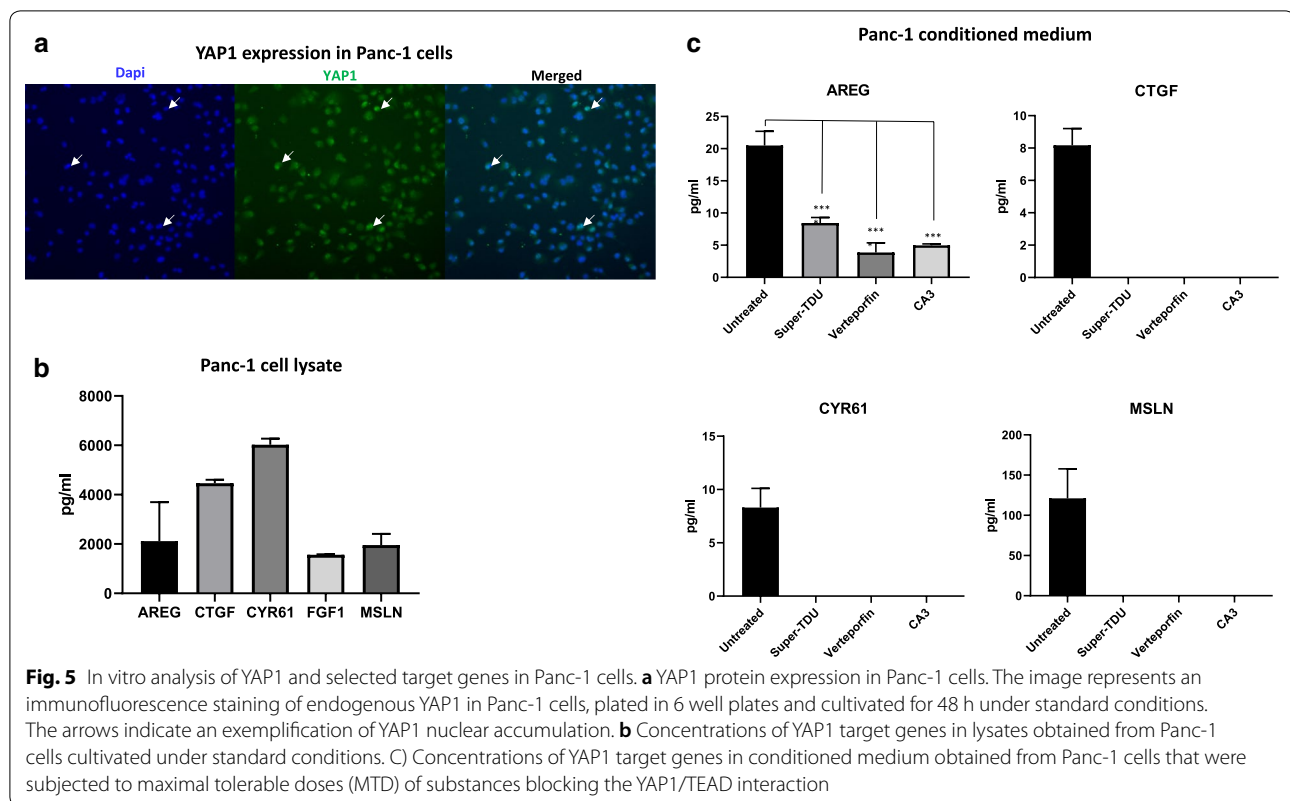 a
YAP1 expression in Panc-1 cells
Dapi
YAP1
Merged
b
Panc-1 cell lysate
8000
6000
4000
2000
0
pg/ml
AREG CTGF CYR61 FGF1 MSLN
c
Panc-1 conditioned medium
AREG
25
20
15
10
5
0
pg/ml
***
*
***
*
***
Untreated
Super-TDU
Verteporfin
CA3
CTGF
10
8
6
4
2
0
pg/ml
Untreated
Super-TDU
Verteporfin
CA3
CYR61
15
10
5
0
pg/ml
Untreated
Super-TDU
Verteporfin
CA3
MSLN
200
150
100
50
0
pg/ml
Untreated
Super-TDU
Verteporfin
CA3
Fig. 5 In vitro analysis of YAP1 and selected target genes in Panc-1 cells. a YAP1 protein expression in Panc-1 cells. The image represents an
immunofluorescence staining of endogenous YAP1 in Panc-1 cells, plated in 6 well plates and cultivated for 48 h under standard conditions.
The arrows indicate an exemplification of YAP1 nuclear accumulation. b Concentrations of YAP1 target genes in lysates obtained from Panc-1
cells cultivated under standard conditions. C) Concentrations of YAP1 target genes in conditioned medium obtained from Panc-1 cells that were
subjected to maximal tolerable doses (MTD) of substances blocking the YAP1/TEAD interaction